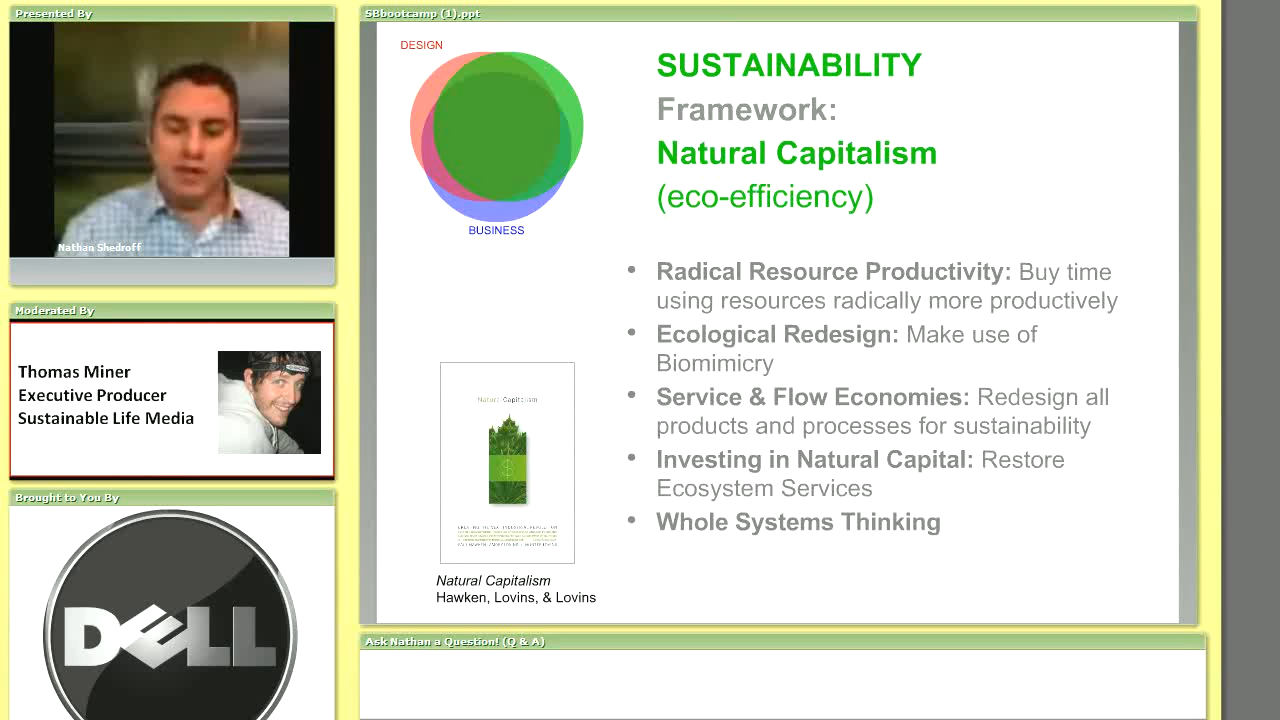 Presented By
Nathan Shedroff
Moderated By
Thomas Miner
Executive Producer
Sustainable Life Media
Brought to You By
DELL
SBbootcamp (1).ppt
DESIGN
BUSINESS
SUSTAINABILITY
Framework:
Natural Capitalism
(eco-efficiency)
• Radical Resource Productivity: Buy time
using resources radically more productively
• Ecological Redesign: Make use of
Biomimicry
• Service & Flow Economies: Redesign all
products and processes for sustainability
• Investing in Natural Capital: Restore
Ecosystem Services
• Whole Systems Thinking
Natural Capitalism
Natural Capitalism
Hawken, Lovins, & Lovins
Ask Nathan a Question! (Q & A)